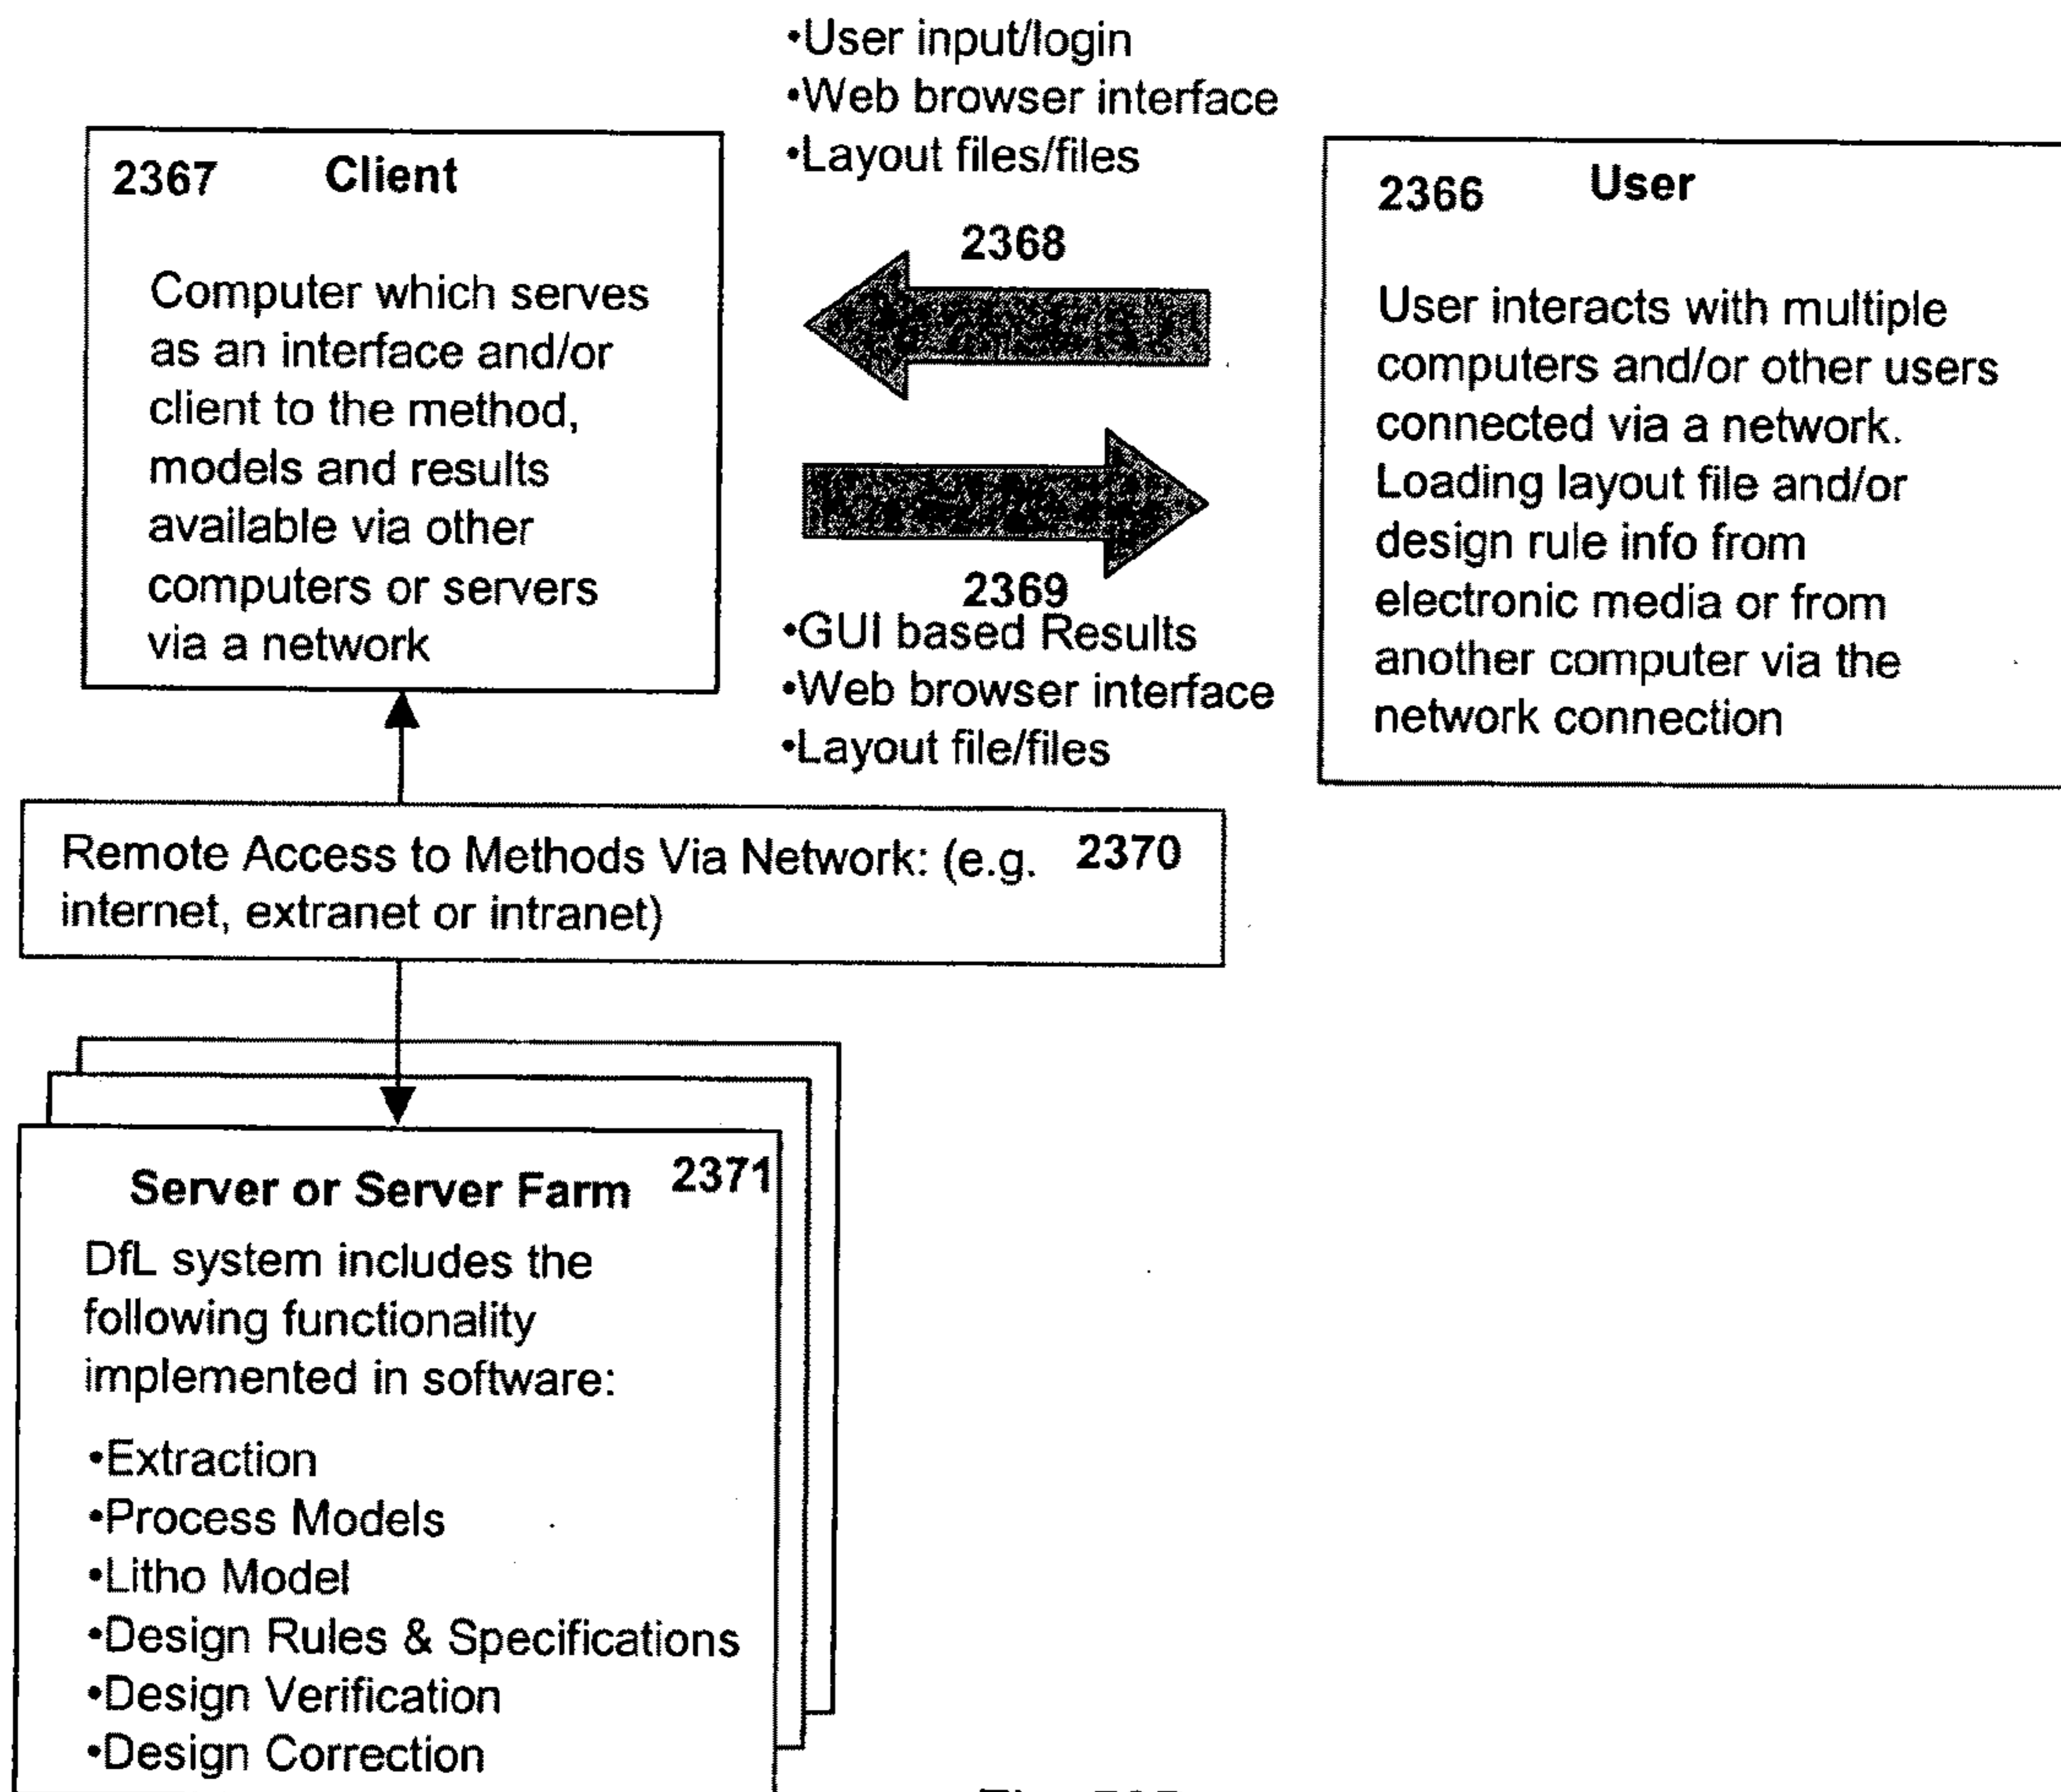 •User input/login
•Web browser interface
•Layout files/files
2367 Client
Computer which serves
as an interface and/or
client to the method,
models and results
available via other
computers or servers
via a network
2368
2369
•GUI based Results
•Web browser interface
•Layout file/files
2366 User
User interacts with multiple
computers and/or other users
connected via a network.
Loading layout file and/or
design rule info from
electronic media or from
another computer via the
network connection
Remote Access to Methods Via Network: (e.g. 2370
internet, extranet or intranet)
Server or Server Farm 2371
DfL system includes the
following functionality
implemented in software:
•Extraction
•Process Models
•Litho Model
•Design Rules & Specifications
•Design Verification
•Design Correction